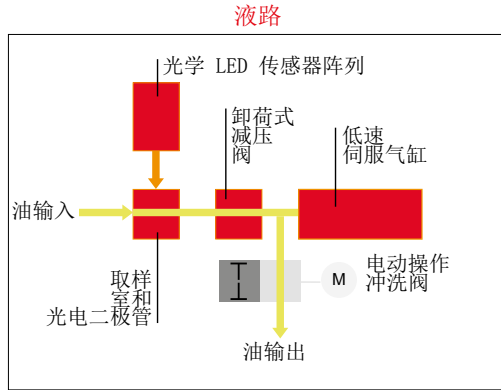 液路
光学 LED 传感器阵列
卸荷式
减压
阀
低速
伺服气缸
油输入
取样
室和
光电二极管
M
电动操作
冲洗阀
油输出